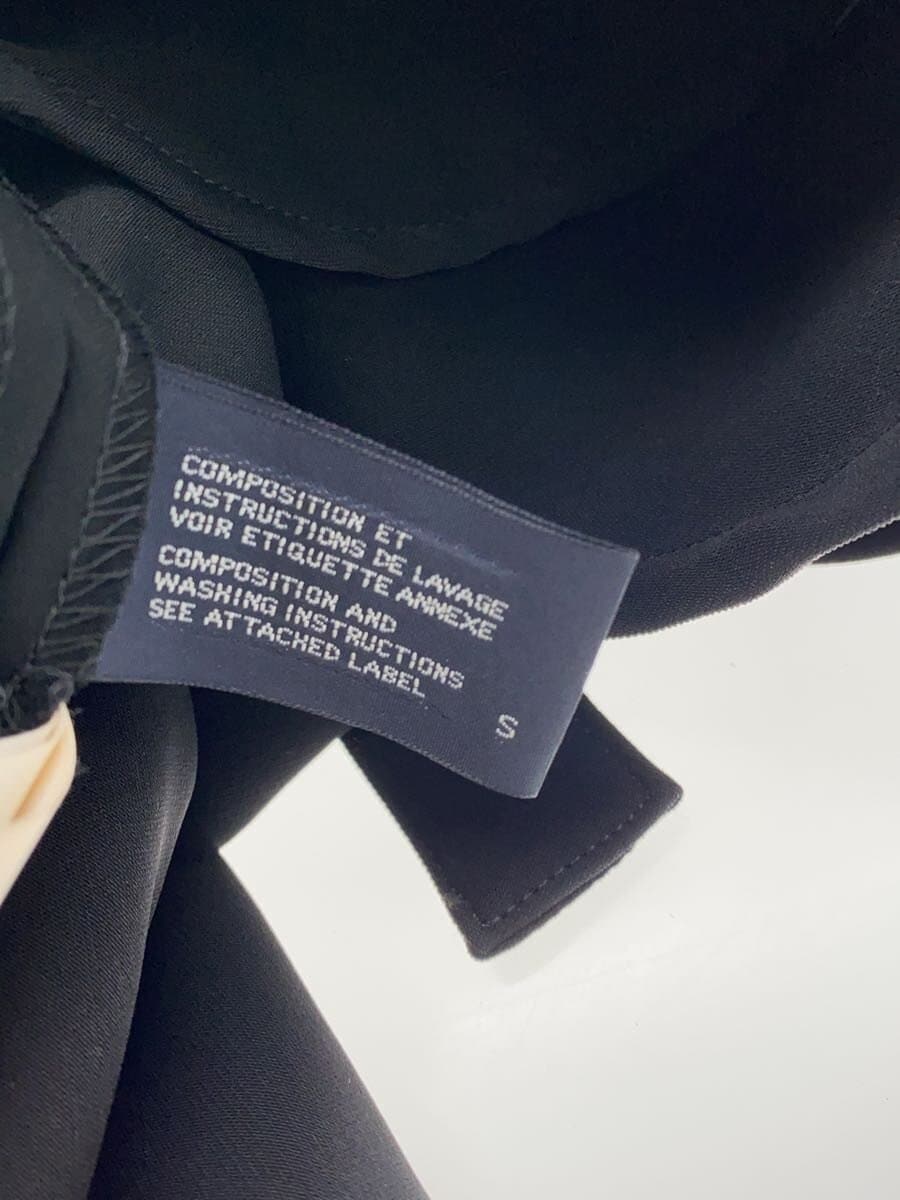 COMPOSITION ET
INSTRUCTIONS DE LAVAGE
VOIR ETIQUETTE ANNEXE
COMPOSITION AND
WASHING INSTRUCTIONS
SEE ATTACHED LABEL
S